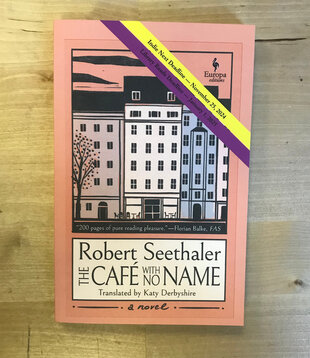 Indie Next Deadline — November 25, 2024
Europa
editions
"200 pages of pure reading pleasure."—Florian Balke, FAS
Robert Seethaler
THE CAFÉ WITH NO NAME
Translated by Katy Derbyshire
a novel